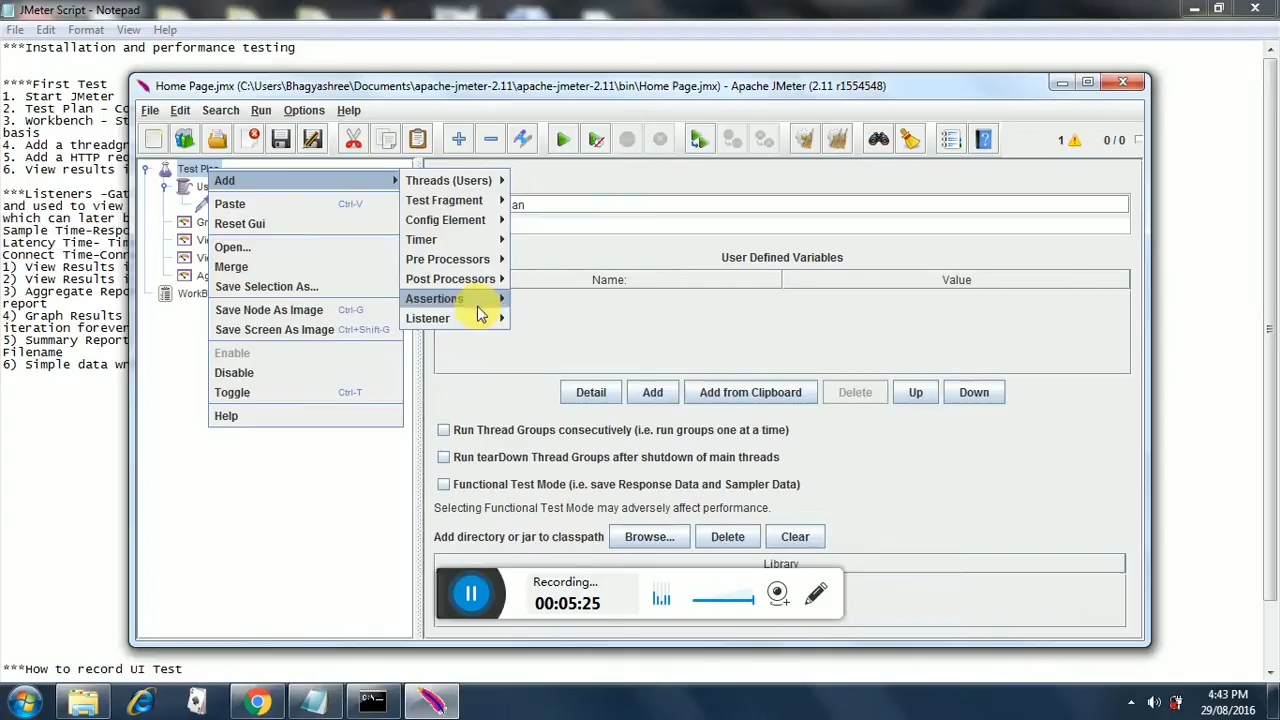 JMeter Script - Notepad
File Edit Format View Help
***Installation and performance testing
****First Test
1. Start JMeter
2. Test Plan - Co
3. Workbench - S
basis
4. Add a threadgr
5. Add a HTTP rec
6. View results i
***Listeners -Ga
and View results
which can later b
Sample Time-Respo
Latency Time- Tim
Connect Time-Conn
1) View Results i
2) View Results i
3) Aggregate Repo
report
4) Graph Results
iteration forever
5) Summary Report
Filename
6) Simple data wr
***How to record UI Test
Home Page.jmx (C:\Users\Bhagyashree\Documents\apache-jmeter-2.11\apache-jmeter-2.11\bin\Home Page.jmx) - Apache JMeter (2.11 r1554548)
File Edit Search Run Options Help
1 0 / 0
Test Plan
Us
Gr
Vie
Vie
Ag
WorkB
Add
Paste Ctrl-V
Reset Gui
Open...
Merge
Save Selection As...
Save Node As Image Ctrl-G
Save Screen As Image Ctrl+Shift-G
Enable
Disable
Toggle Ctrl-T
Help
Threads (Users)
Test Fragment
Config Element
Timer
Pre Processors
Post Processors
Assertions
Listener
an
User Defined Variables
Name: Value
Detail Add Add from Clipboard Delete Up Down
Run Thread Groups consecutively (i.e. run groups one at a time)
Run tearDown Thread Groups after shutdown of main threads
Functional Test Mode (i.e. save Response Data and Sampler Data)
Selecting Functional Test Mode may adversely affect performance.
Add directory or jar to classpath Browse... Delete Clear
Library
Recording...
00:05:25
4:43 PM
29/08/2016